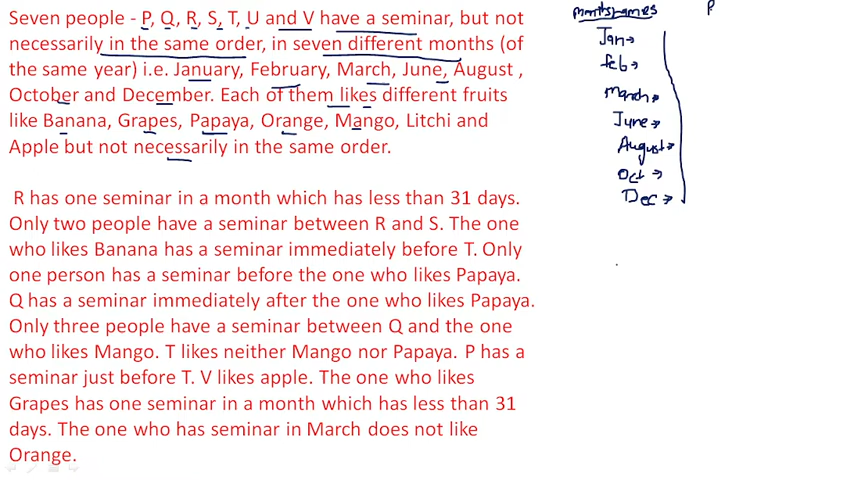 Seven people - P, Q, R, S, T, U and V have a seminar, but not
necessarily in the same order, in seven different months (of
the same year) i.e. January, February, March, June, August ,
October and December. Each of them likes different fruits
like Banana, Grapes, Papaya, Orange, Mango, Litchi and
Apple but not necessarily in the same order.
R has one seminar in a month which has less than 31 days.
Only two people have a seminar between R and S. The one
who likes Banana has a seminar immediately before T. Only
one person has a seminar before the one who likes Papaya.
Q has a seminar immediately after the one who likes Papaya.
Only three people have a seminar between Q and the one
who likes Mango. T likes neither Mango nor Papaya. P has a
seminar just before T. V likes apple. The one who likes
Grapes has one seminar in a month which has less than 31
days. The one who has seminar in March does not like
Orange.
months names
Jan
feb
March
June
August
Oct
Dec